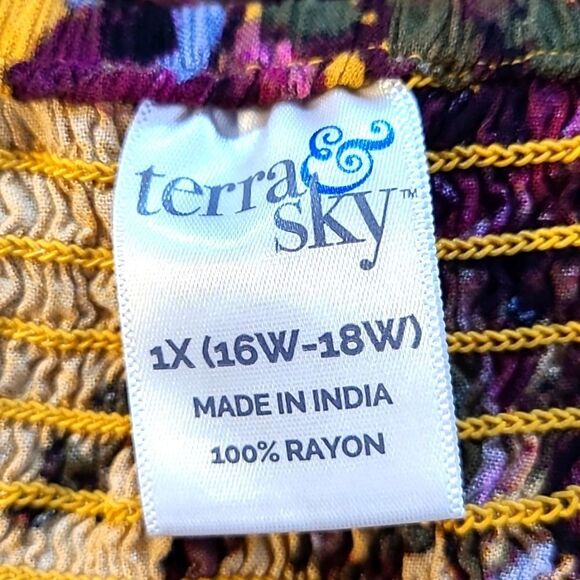 terra &
sky™
1X (16W-18W)
MADE IN INDIA
100% RAYON